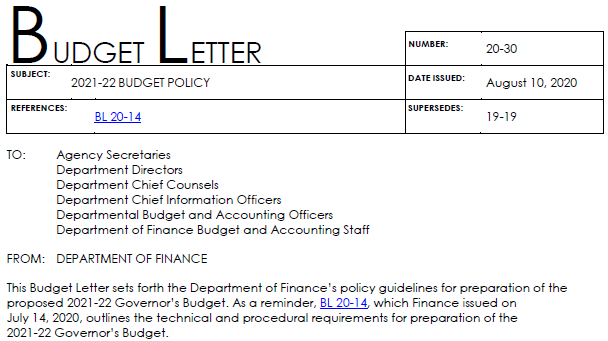 BUDGET LETTER
NUMBER: 20-30
SUBJECT: 2021-22 BUDGET POLICY
DATE ISSUED: August 10, 2020
REFERENCES: BL 20-14
SUPERSEDES: 19-19
TO: Agency Secretaries
Department Directors
Department Chief Counsels
Department Chief Information Officers
Departmental Budget and Accounting Officers
Department of Finance Budget and Accounting Staff
FROM: DEPARTMENT OF FINANCE
This Budget Letter sets forth the Department of Finance’s policy guidelines for preparation of the
proposed 2021-22 Governor’s Budget. As a reminder, BL 20-14, which Finance issued on
July 14, 2020, outlines the technical and procedural requirements for preparation of the
2021-22 Governor’s Budget.